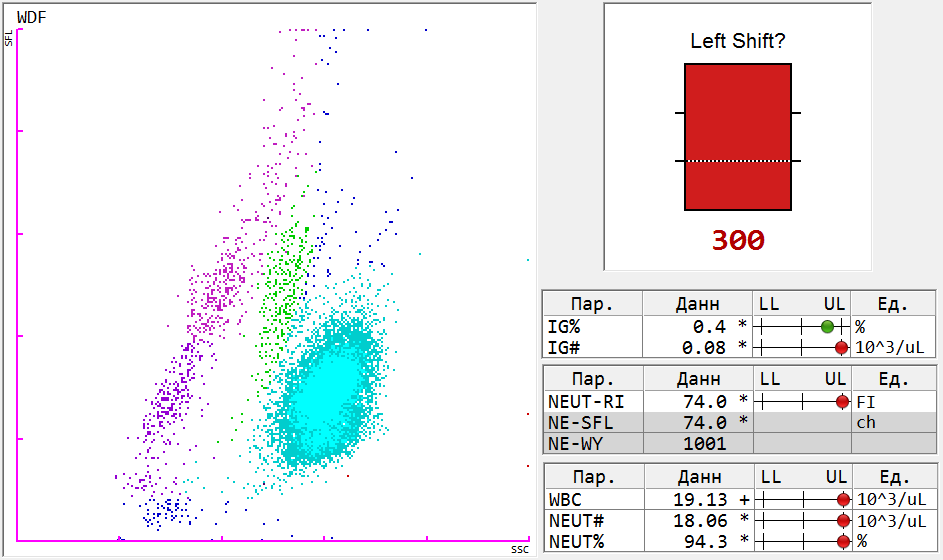 WDF
SFL
SSC
Left Shift?
300
Пар. Данн LL UL Ед.
IG% 0.4 * %
IG# 0.08 * 10^3/uL
Пар. Данн LL UL Ед.
NEUT-RI 74.0 * FI
NE-SFL 74.0 * ch
NE-WY 1001
Пар. Данн LL UL Ед.
WBC 19.13 + 10^3/uL
NEUT# 18.06 * 10^3/uL
NEUT% 94.3 * %